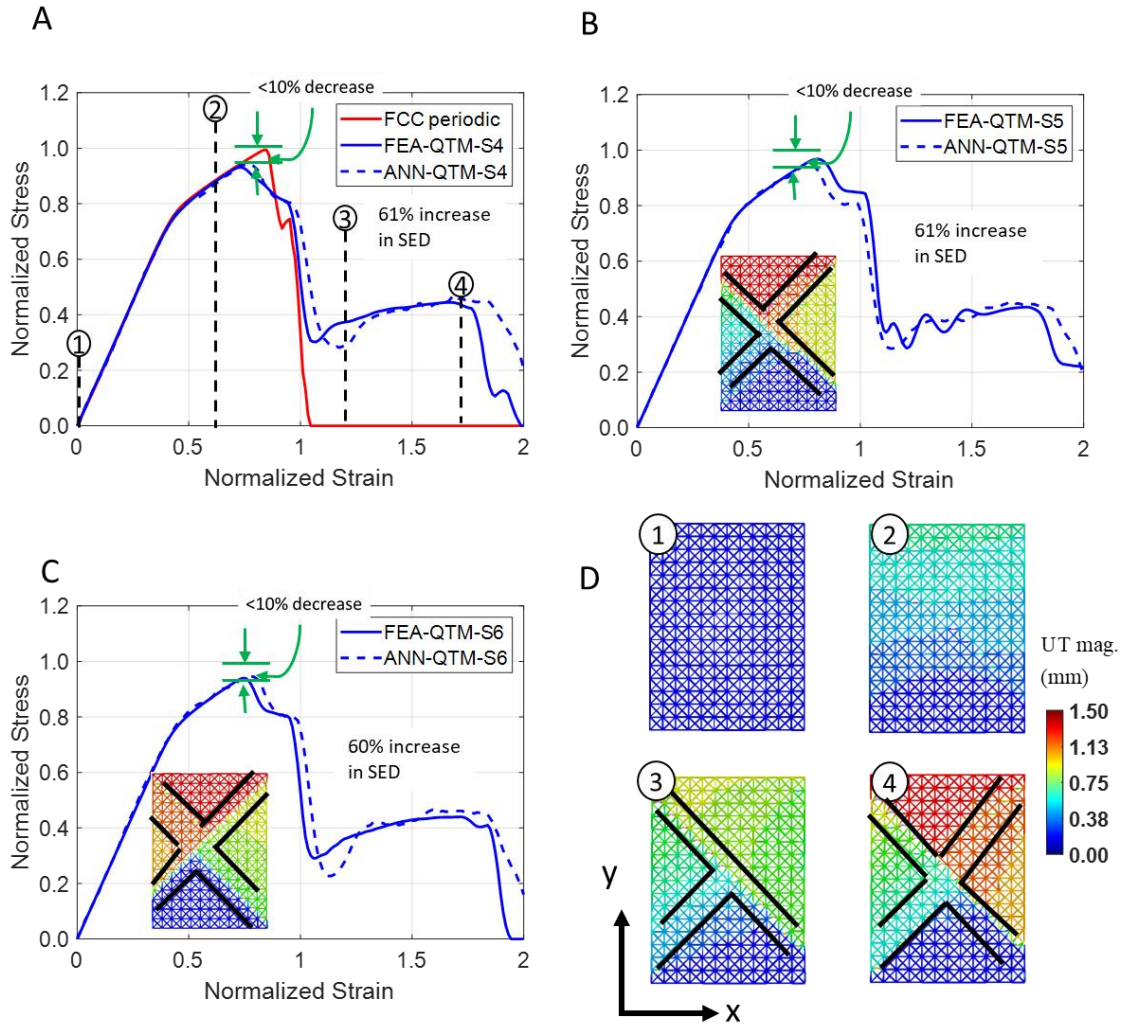 A
<10% decrease
1.2
1.0
0.8
0.6
0.4
0.2
0.0
0
0.5
1
1.5
2
Normalized Stress
Normalized Strain
FCC periodic
FEA-QTM-S4
ANN-QTM-S4
61% increase
in SED
1
2
3
4
B
<10% decrease
1.2
1.0
0.8
0.6
0.4
0.2
0.0
0
0.5
1
1.5
2
Normalized Stress
Normalized Strain
FEA-QTM-S5
ANN-QTM-S5
61% increase
in SED
C
<10% decrease
1.2
1.0
0.8
0.6
0.4
0.2
0.0
0
0.5
1
1.5
2
Normalized Stress
Normalized Strain
FEA-QTM-S6
ANN-QTM-S6
60% increase
in SED
D
1
2
3
4
UT mag.
(mm)
1.50
1.13
0.75
0.38
0.00
y
x